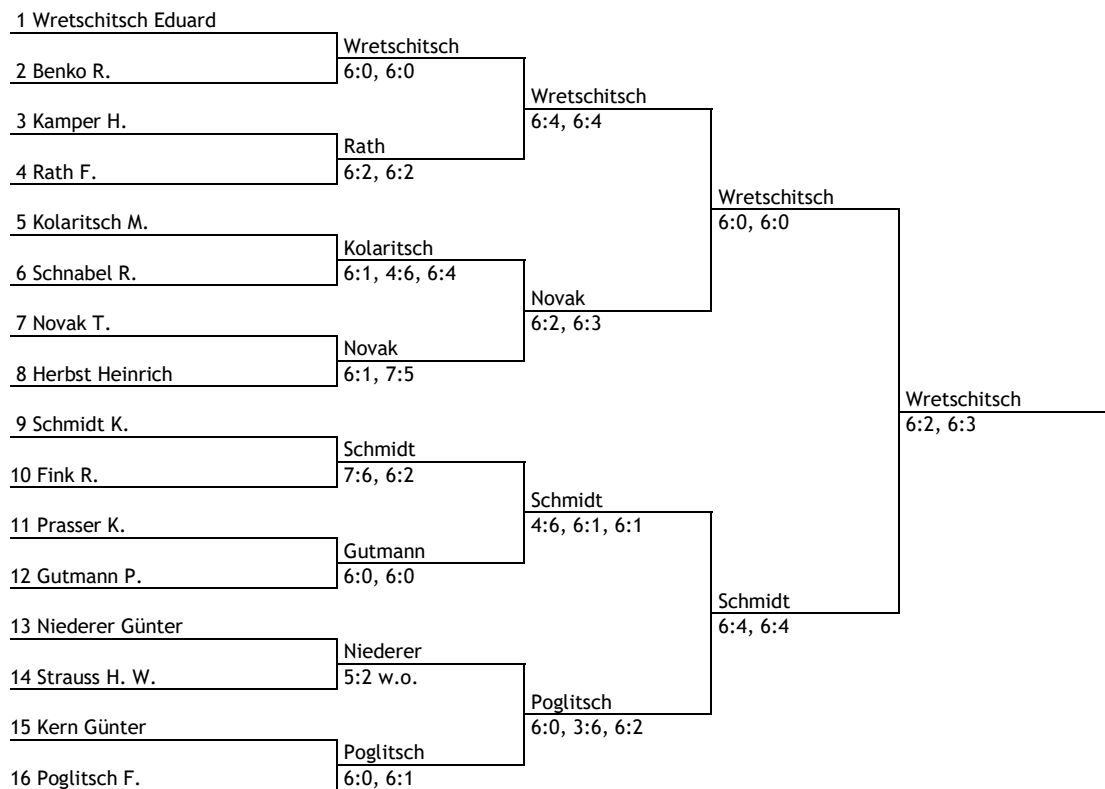 1 Wretschitsch Eduard
Wretschitsch
2 Benko R.
6:0, 6:0
Wretschitsch
3 Kamper H.
6:4, 6:4
Rath
4 Rath F.
6:2, 6:2
Wretschitsch
5 Kolaritsch M.
6:0, 6:0
Kolaritsch
6 Schnabel R.
6:1, 4:6, 6:4
Novak
7 Novak T.
6:2, 6:3
Novak
8 Herbst Heinrich
6:1, 7:5
Wretschitsch
9 Schmidt K.
6:2, 6:3
Schmidt
10 Fink R.
7:6, 6:2
Schmidt
11 Prasser K.
4:6, 6:1, 6:1
Gutmann
12 Gutmann P.
6:0, 6:0
Schmidt
13 Niederer Günter
6:4, 6:4
Niederer
14 Strauss H. W.
5:2 w.o.
Poglitsch
15 Kern Günter
6:0, 3:6, 6:2
Poglitsch
16 Poglitsch F.
6:0, 6:1